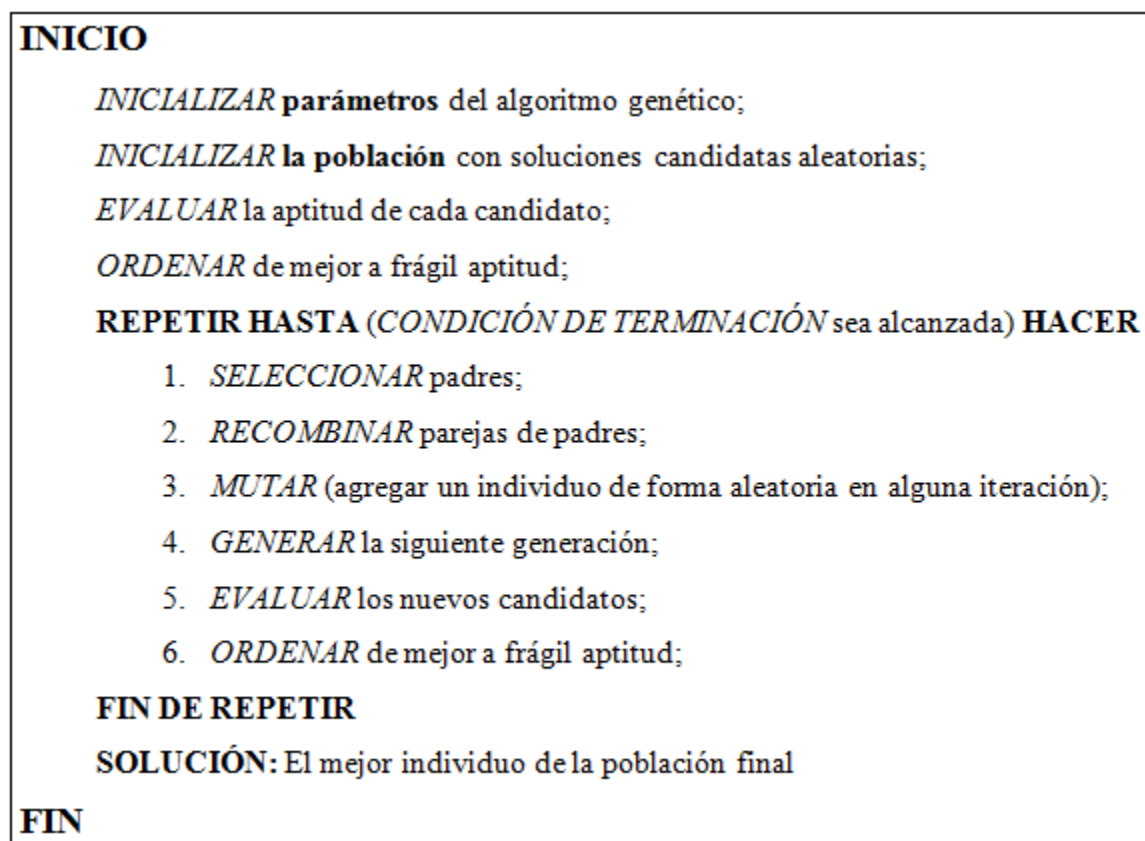 INICIO
INICIALIZAR parámetros del algoritmo genético;
INICIALIZAR la población con soluciones candidatas aleatorias;
EVALUAR la aptitud de cada candidato;
ORDENAR de mejor a frágil aptitud;
REPETIR HASTA (CONDICIÓN DE TERMINACIÓN sea alcanzada) HACER
1. SELECCIONAR padres;
2. RECOMBINAR parejas de padres;
3. MUTAR (agregar un individuo de forma aleatoria en alguna iteración);
4. GENERAR la siguiente generación;
5. EVALUAR los nuevos candidatos;
6. ORDENAR de mejor a frágil aptitud;
FIN DE REPETIR
SOLUCIÓN: El mejor individuo de la población final
FIN